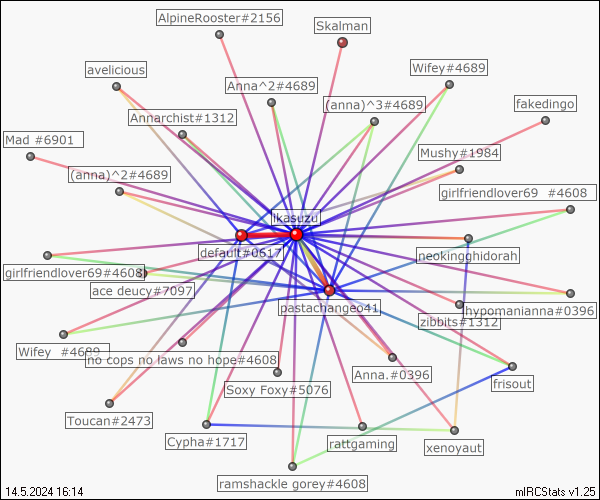 AlpineRooster#2156
Skalman
avelicious
Wifey#4689
Anna^2#4689
(anna)^3#4689
fakedingo
Annarchist#1312
Mad #6901
Mushy#1984
(anna)^2#4689
girlfriendlover69 #4608
ikasuzu
default#0617
neokingghidorah
girlfriendlover69#4608
ace deucy#7097
pastachangeo41
hypomanianna#0396
zibbits#1312
Wifey #4689
no cops no laws no hope#4608
Anna.#0396
frisout
Soxy Foxy#5076
Toucan#2473
Cypha#1717
rattgaming
xenoyaut
ramshackle gorey#4608
14.5.2024 16:14
mIRCStats v1.25